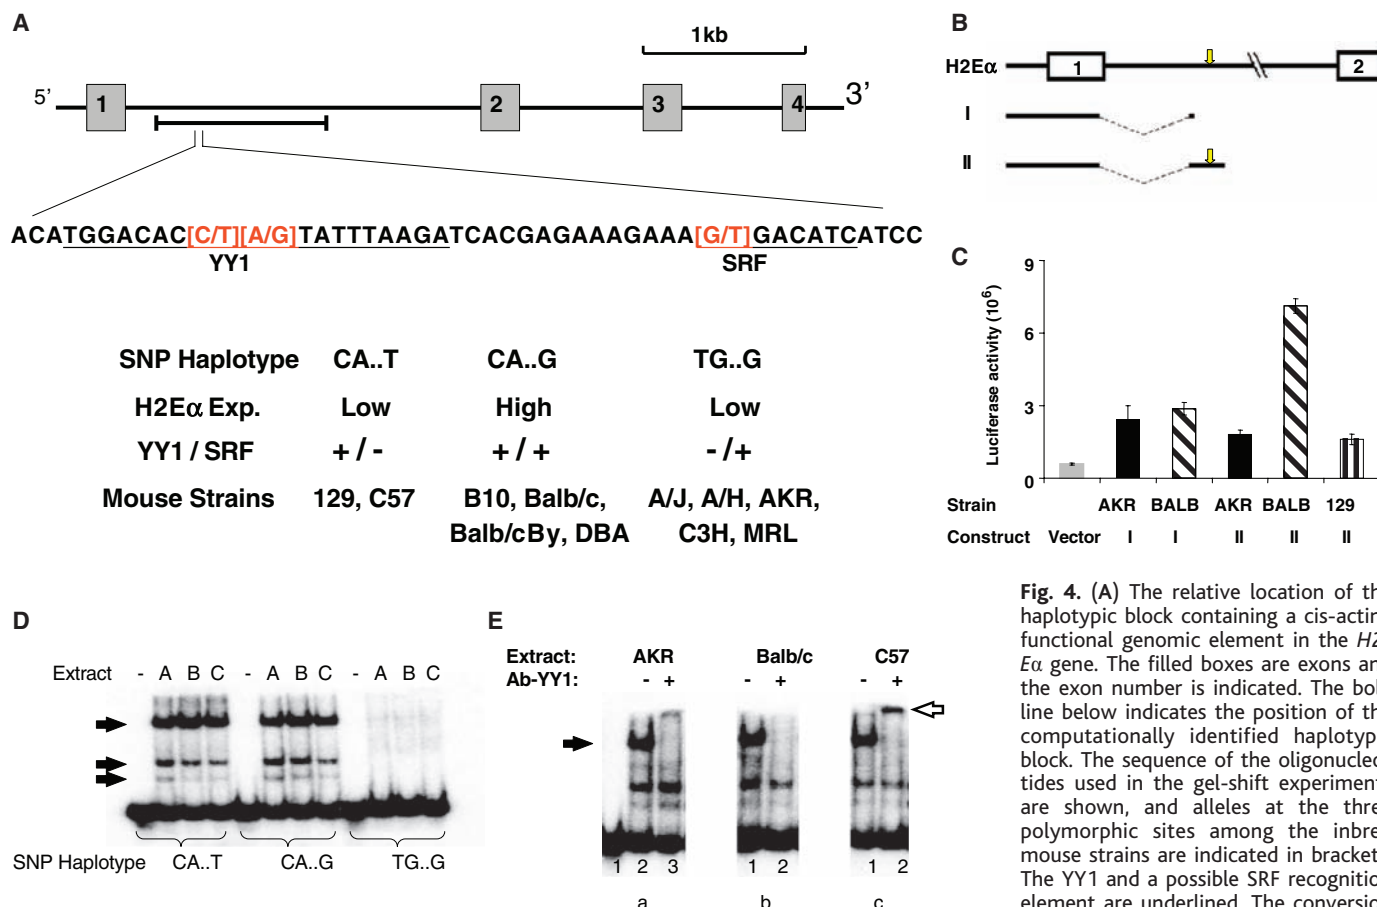 A
1kb
5’
1
2
3
4
3’
ACATGGACAC[C/T][A/G]TATTTAAGATCACGAGAAAGAAA[G/T]GACATCATCC
YY1
SRF
SNP Haplotype CA..T CA..G TG..G
H2Eα Exp. Low High Low
YY1 / SRF + / - + / + - / +
Mouse Strains 129, C57 B10, Balb/c, A/J, A/H, AKR,
Balb/cBy, DBA C3H, MRL
B
H2Eα
1
2
I
II
C
Luciferase activity (10⁶)
9
6
3
0
Strain AKR BALB AKR BALB 129
Construct Vector I I II II II
D
Extract - A B C - A B C - A B C
SNP Haplotype CA..T CA..G TG..G
E
Extract: AKR Balb/c C57
Ab-YY1: - + - + - +
1 2 3 1 2 1 2
a b c
Fig. 4. (A) The relative location of th
haplotypic block containing a cis-actin
functional genomic element in the H2
Eα gene. The filled boxes are exons an
the exon number is indicated. The bol
line below indicates the position of th
computationally identified haplotyp
block. The sequence of the oligonucleo
tides used in the gel-shift experiment
are shown, and alleles at the thre
polymorphic sites among the inbre
mouse strains are indicated in bracket
The YY1 and a possible SRF recognitio
element are underlined. The conversio